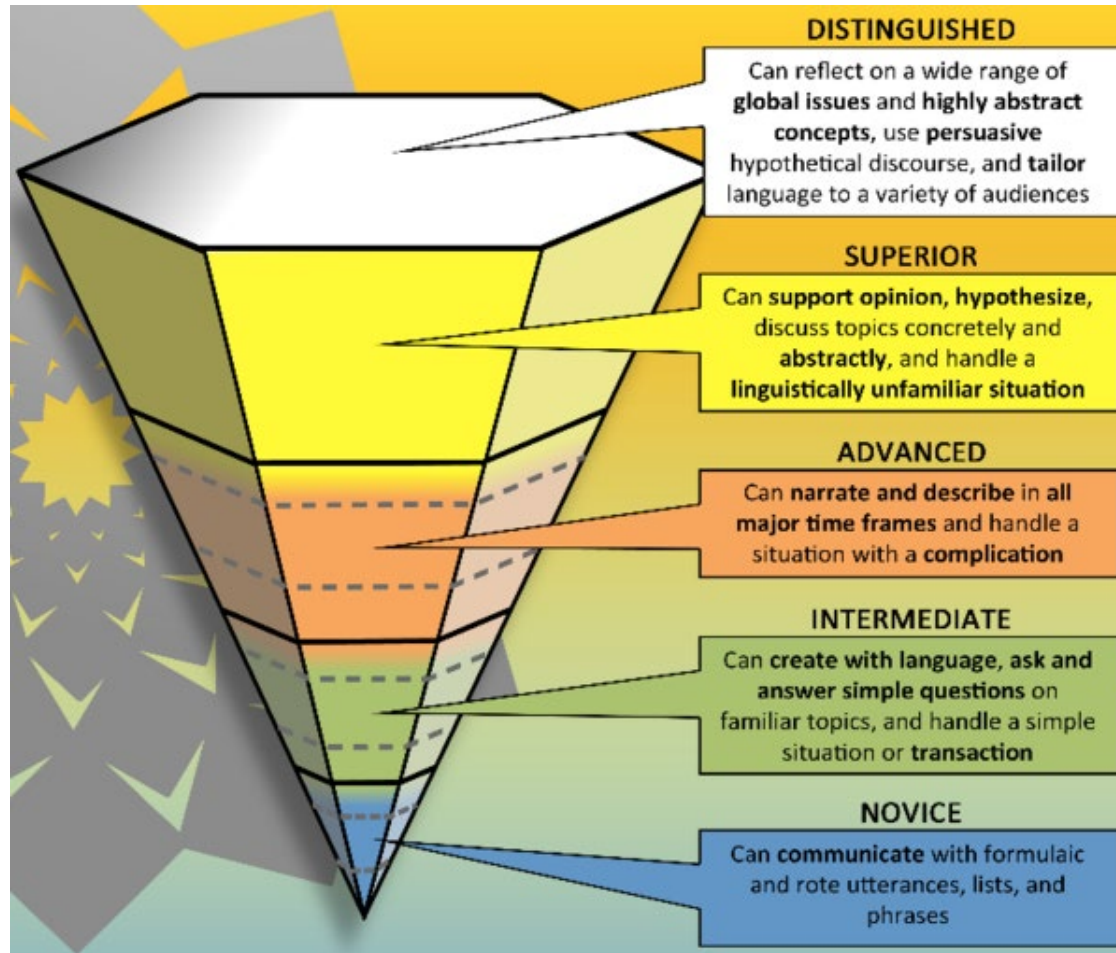 DISTINGUISHED
Can reflect on a wide range of
global issues and highly abstract
concepts, use persuasive
hypothetical discourse, and tailor
language to a variety of audiences
SUPERIOR
Can support opinion, hypothesize,
discuss topics concretely and
abstractly, and handle a
linguistically unfamiliar situation
ADVANCED
Can narrate and describe in all
major time frames and handle a
situation with a complication
INTERMEDIATE
Can create with language, ask and
answer simple questions on
familiar topics, and handle a simple
situation or transaction
NOVICE
Can communicate with formulaic
and rote utterances, lists, and
phrases